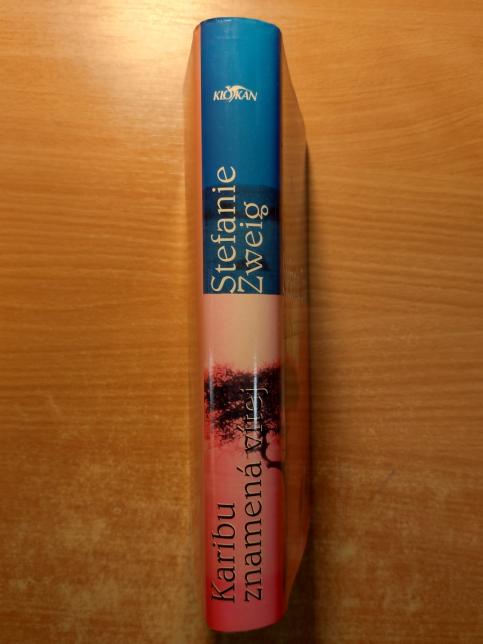 KLOKAN
Stefanie
Zweig
Karibu
znamená vítej